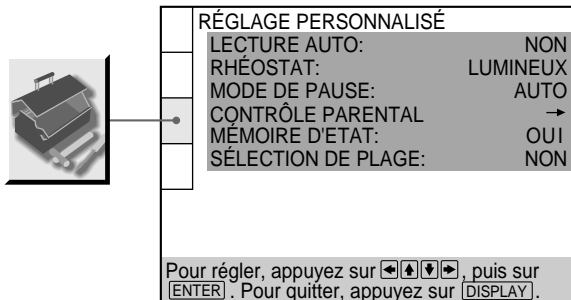 RÉGLAGE PERSONNALISÉ
LECTURE AUTO: NON
RHÉOSTAT: LUMINEUX
MODE DE PAUSE: AUTO
CONTRÔLE PARENTAL →
MÉMOIRE D'ETAT: OUI
SÉLECTION DE PLAGE: NON
Pour régler, appuyez sur ←↑↓→, puis sur
ENTER. Pour quitter, appuyez sur DISPLAY.